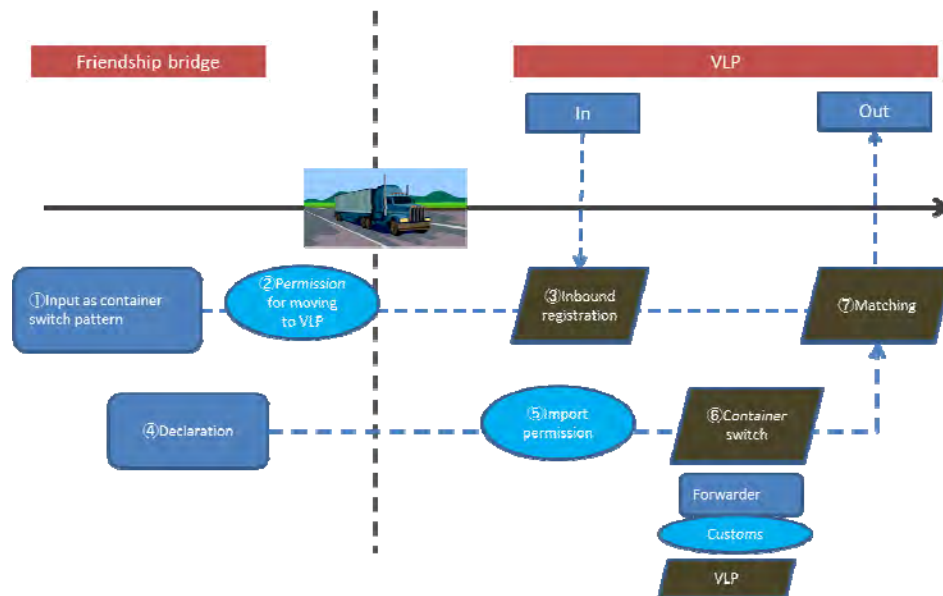 Friendship bridge
VLP
In
Out
①Input as container
switch pattern
②Permission
for moving
to VLP
③Inbound
registration
⑦Matching
④Declaration
⑤Import
permission
⑥Container
switch
Forwarder
Customs
VLP